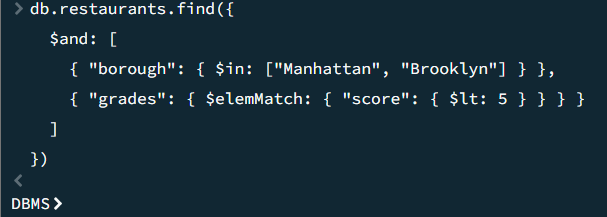 > db.restaurants.find({
$and: [
{ "borough": { $in: ["Manhattan", "Brooklyn"] } },
{ "grades": { $elemMatch: { "score": { $lt: 5 } } } }
]
})
<
DBMS>